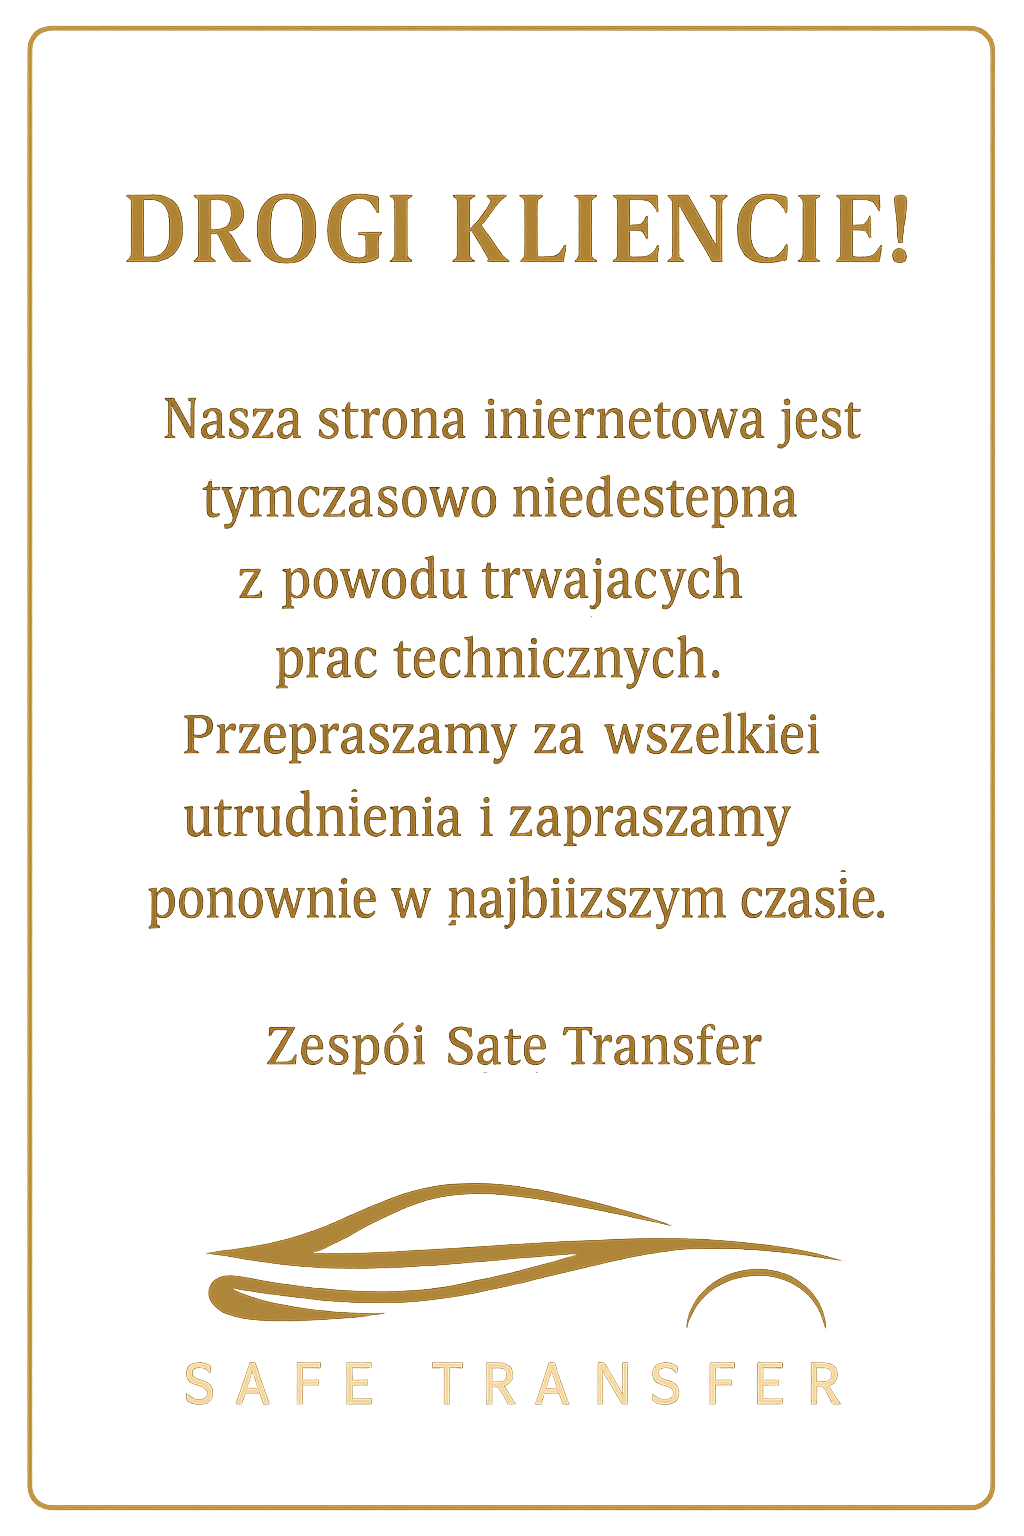 DROGI KLIENCIE!
Nasza strona iniernetowa jest
tymczasowo niedestepna
z powodu trwajacych
prac technicznych.
Przepraszamy za wszelkiei
utrudnienia i zapraszamy
ponownie w najbiizszym czasie.
Zespói Sate Transfer
SAFE TRANSFER